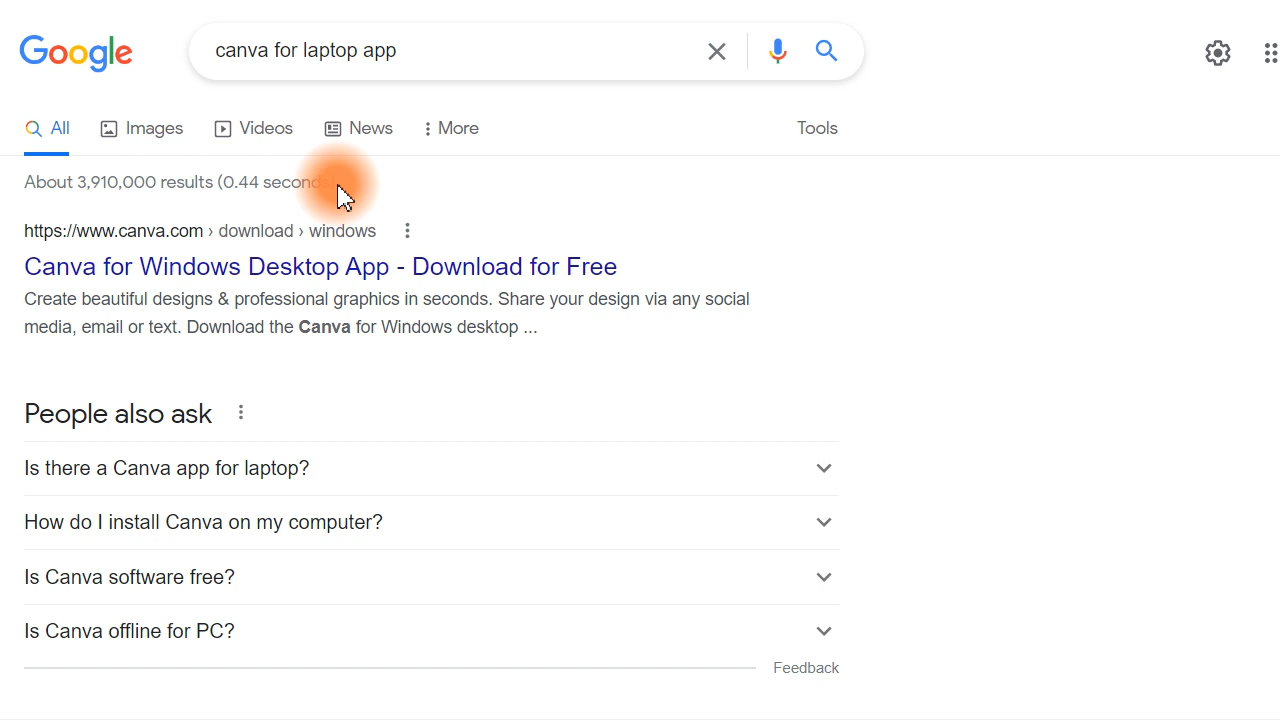 Google
canva for laptop app
All Images Videos News More Tools
About 3,910,000 results (0.44 seconds)
https://www.canva.com › download › windows
Canva for Windows Desktop App - Download for Free
Create beautiful designs & professional graphics in seconds. Share your design via any social
media, email or text. Download the Canva for Windows desktop ...
People also ask
Is there a Canva app for laptop?
How do I install Canva on my computer?
Is Canva software free?
Is Canva offline for PC?
Feedback